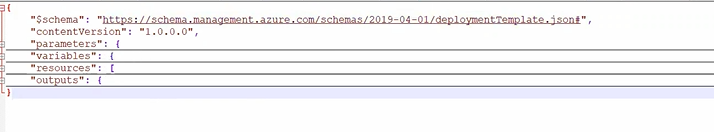 {
"$schema": "https://schema.management.azure.com/schemas/2019-04-01/deploymentTemplate.json#",
"contentVersion": "1.0.0.0",
"parameters": {
"variables": {
"resources": [
"outputs": {
}